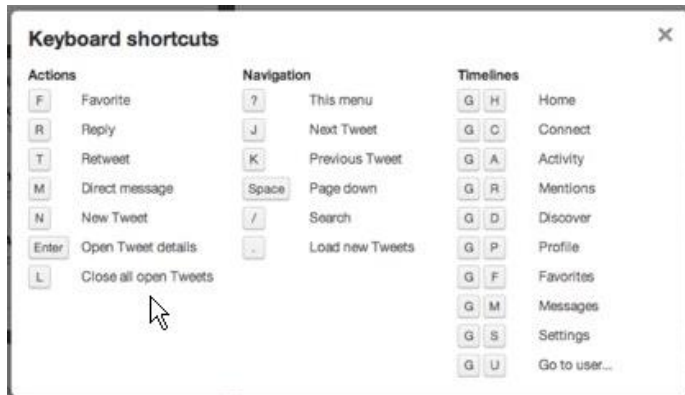 Keyboard shortcuts
Actions
F Favorite
R Reply
T Retweet
M Direct message
N New Tweet
Enter Open Tweet details
L Close all open Tweets
Navigation
? This menu
J Next Tweet
K Previous Tweet
Space Page down
/ Search
. Load new Tweets
Timelines
G H Home
G C Connect
G A Activity
G R Mentions
G D Discover
G P Profile
G F Favorites
G M Messages
G S Settings
G U Go to user...